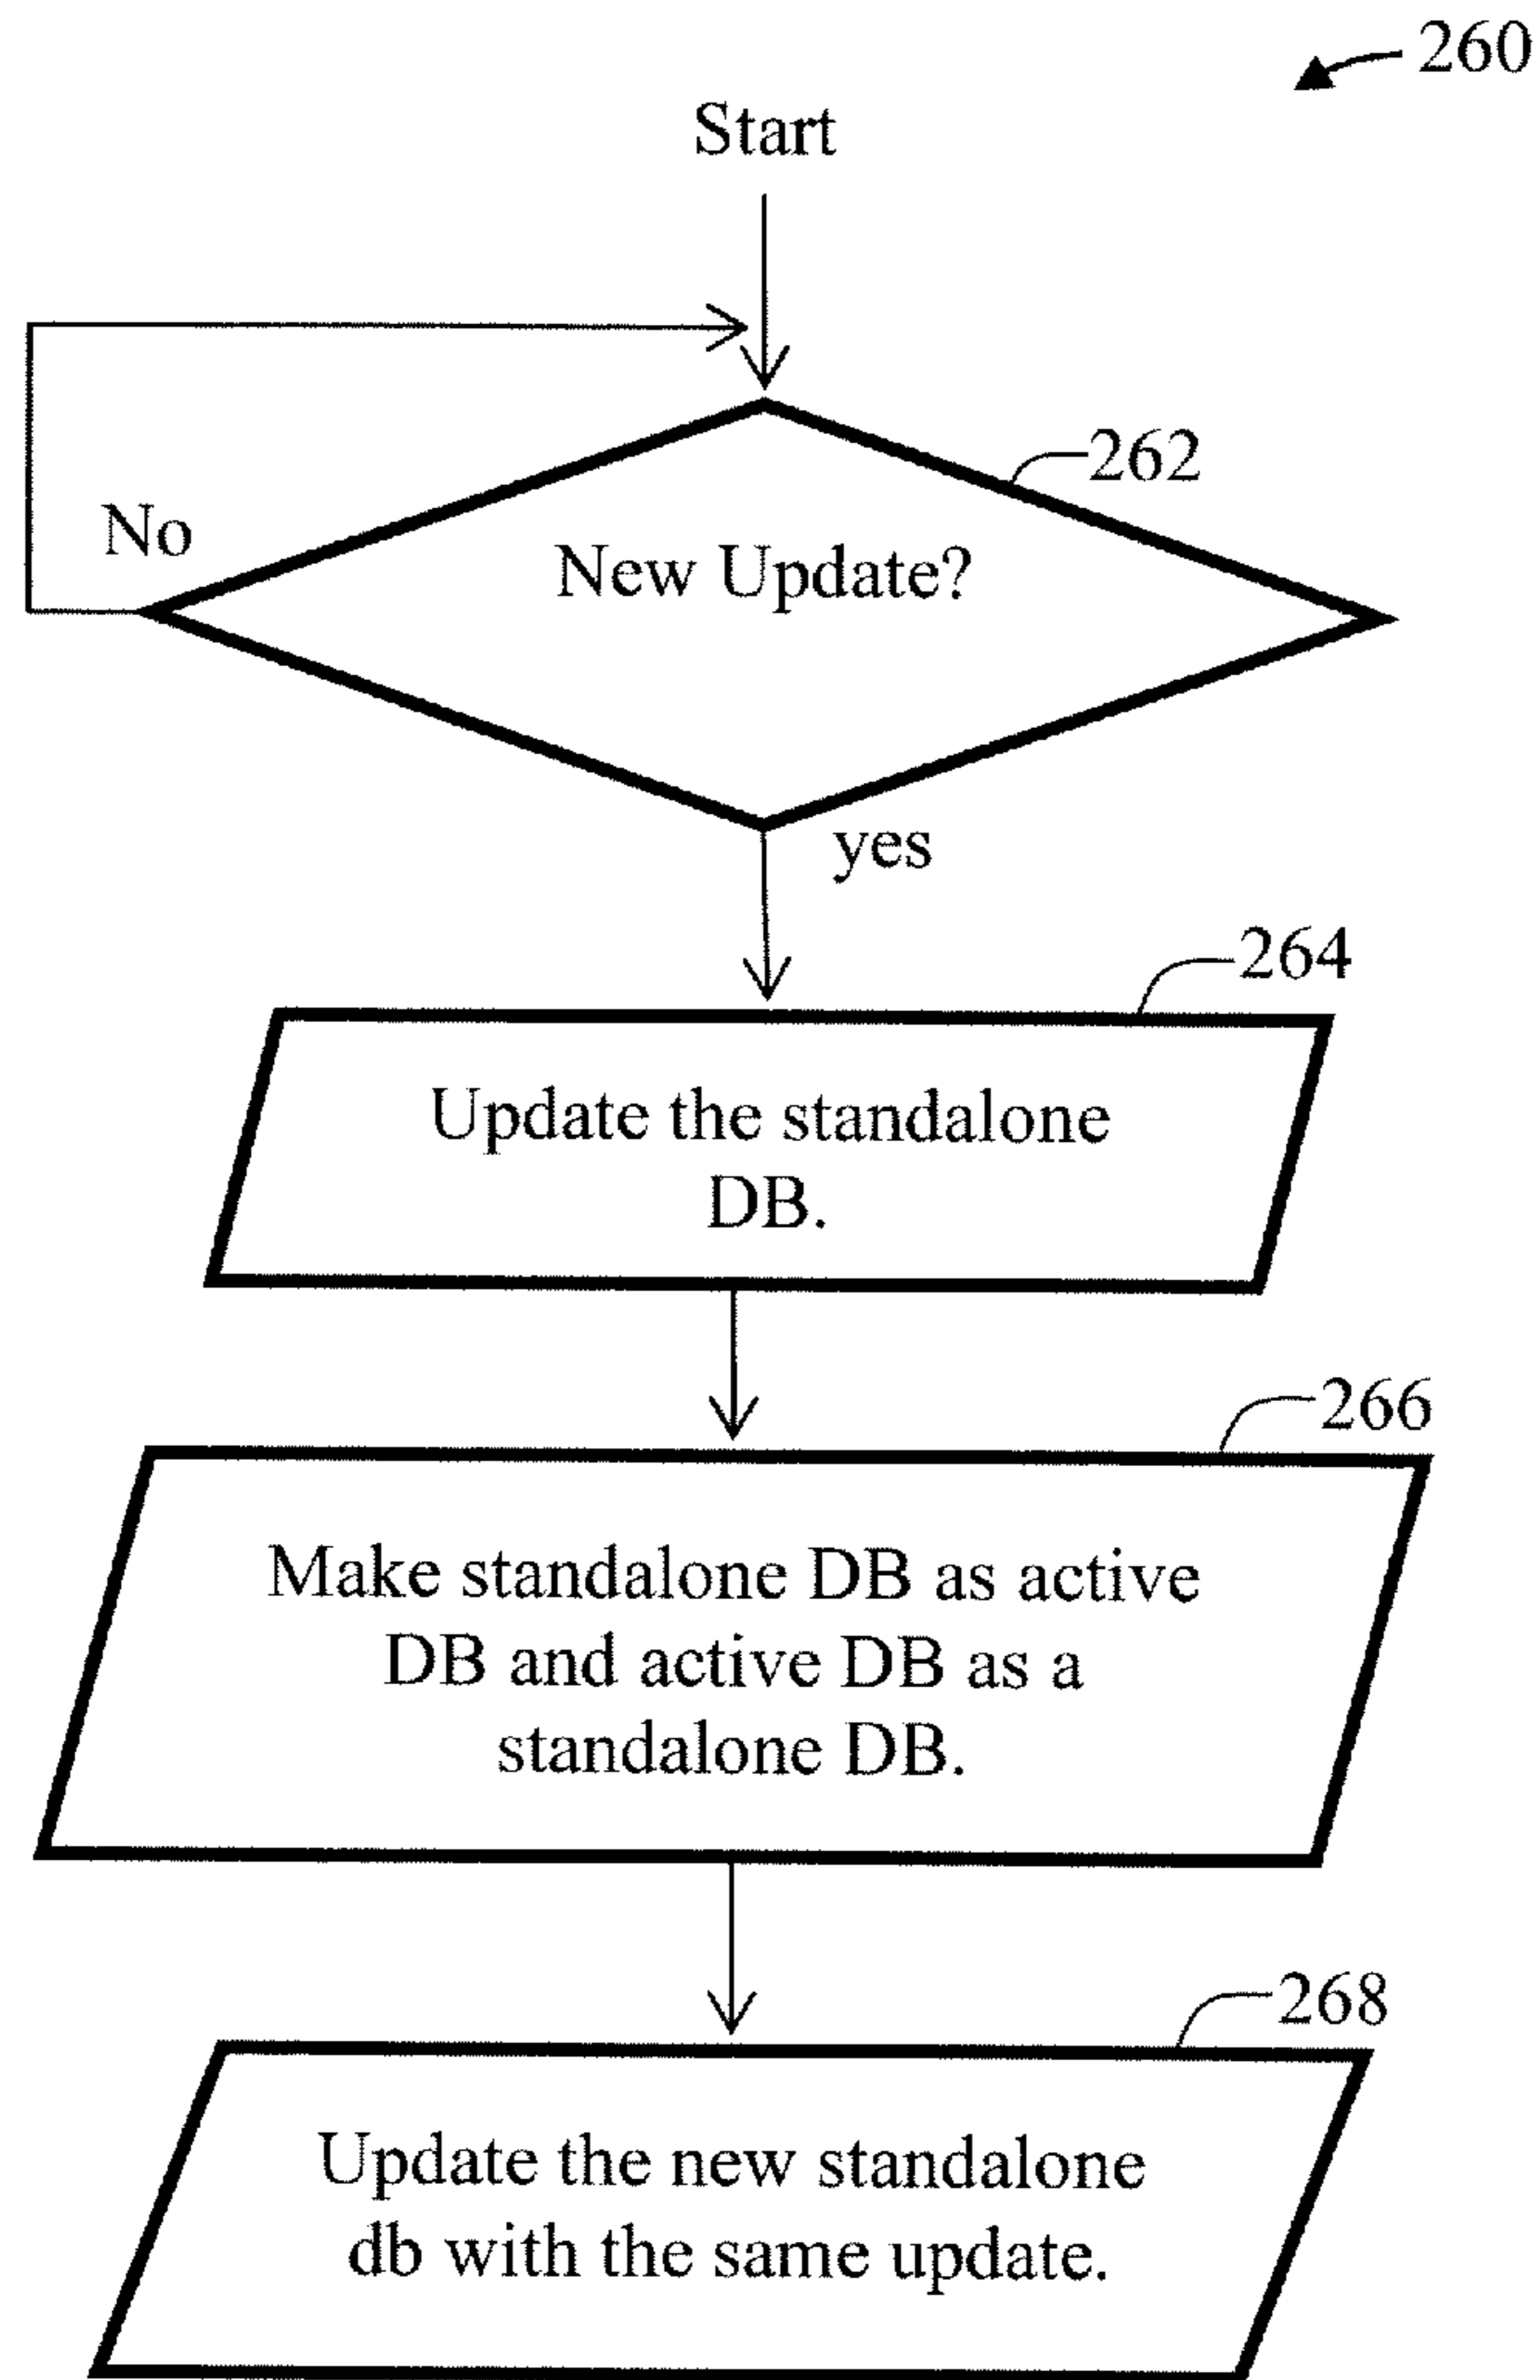 260
Start
262
No
New Update?
yes
264
Update the standalone
DB.
266
Make standalone DB as active
DB and active DB as a
standalone DB.
268
Update the new standalone
db with the same update.